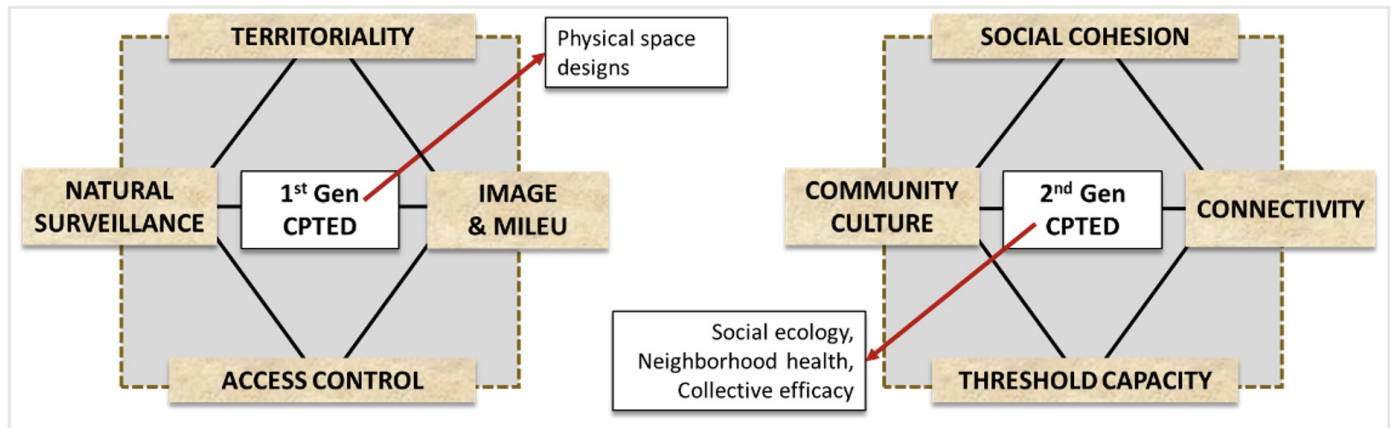 TERRITORIALITY
Physical space
designs
NATURAL
SURVEILLANCE
1st Gen
CPTED
IMAGE
& MILEU
ACCESS CONTROL
SOCIAL COHESION
COMMUNITY
CULTURE
2nd Gen
CPTED
CONNECTIVITY
Social ecology,
Neighborhood health,
Collective efficacy
THRESHOLD CAPACITY